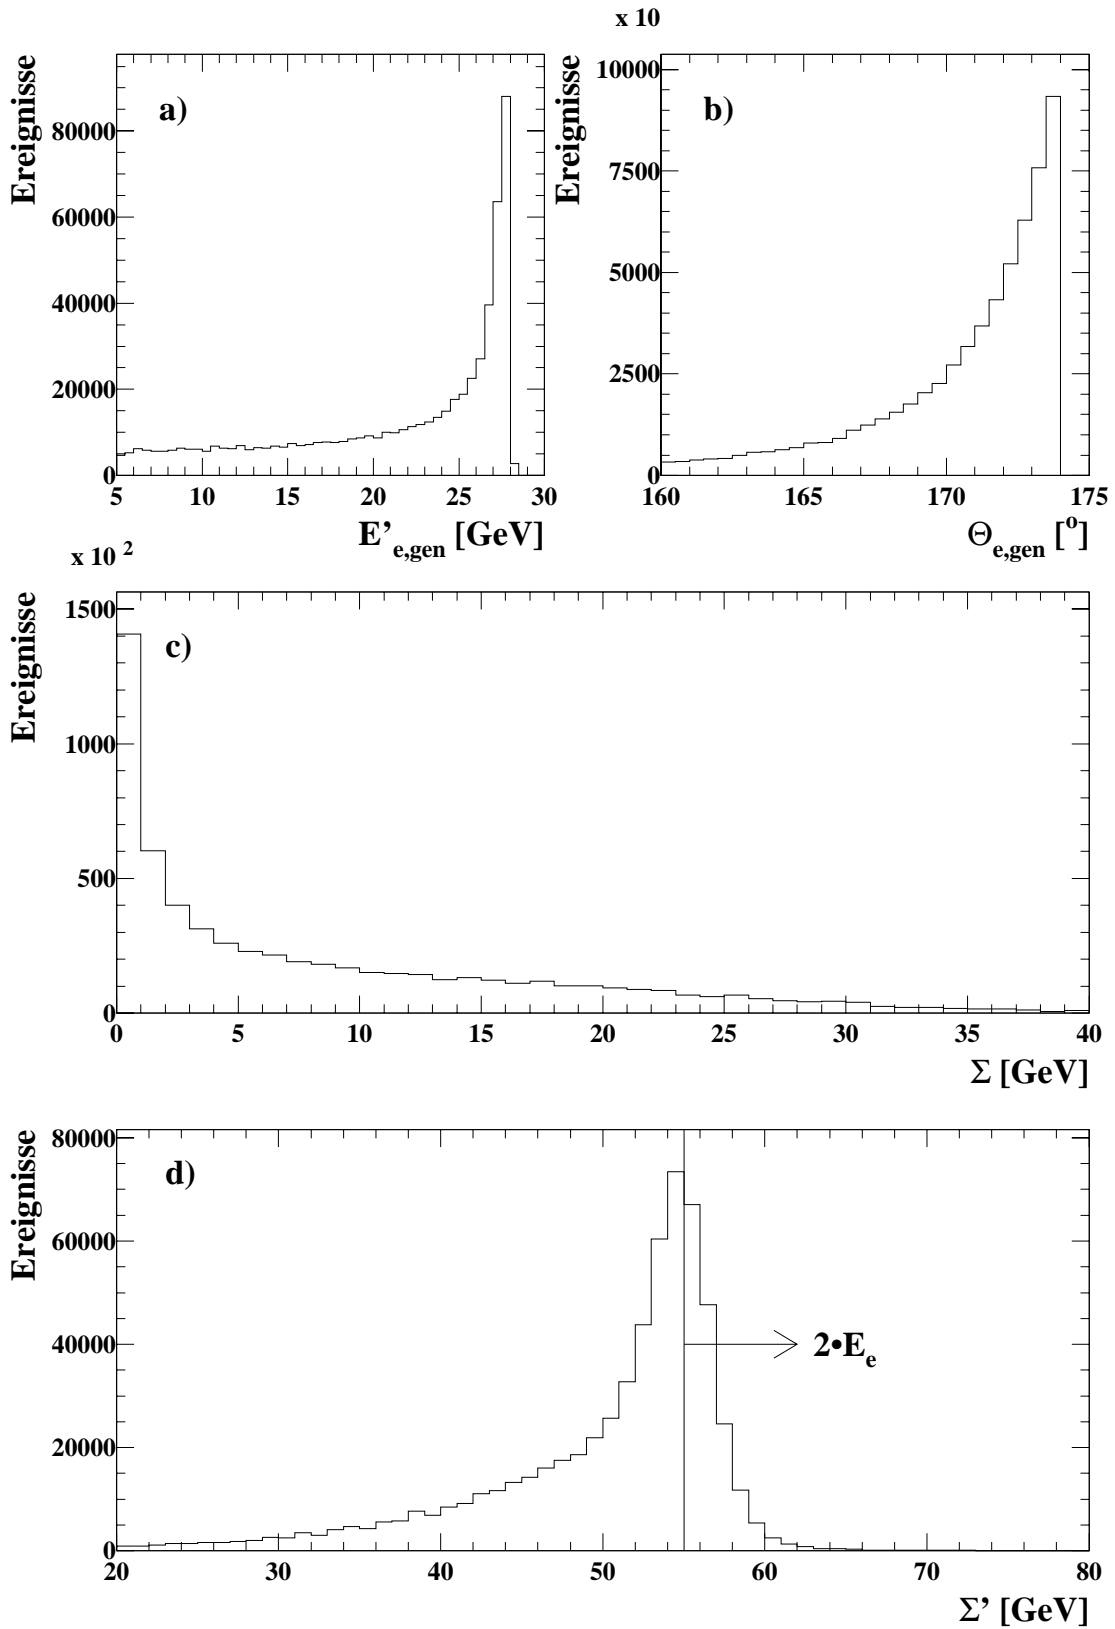 x 10
Ereignisse
a)
80000
60000
40000
20000
0
5 10 15 20 25 30
E’e,gen [GeV]
Ereignisse
b)
10000
7500
5000
2500
0
160 165 170 175
Θe,gen [o]
x 10 2
Ereignisse
c)
1500
1000
500
0
0 5 10 15 20 25 30 35 40
Σ [GeV]
Ereignisse
d)
80000
60000
40000
20000
0
2•Ee
20 30 40 50 60 70 80
Σ’ [GeV]